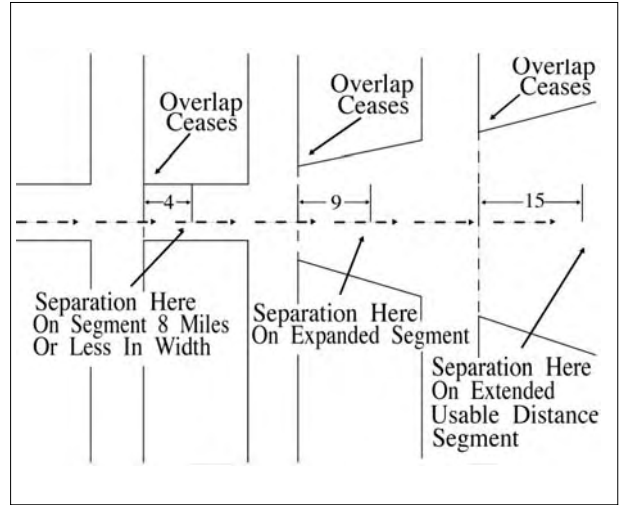 Overlap
Ceases
Overlap
Ceases
Overlap
Ceases
4
9
15
Separation Here
On Segment 8 Miles
Or Less In Width
Separation Here
On Expanded Segment
Separation Here
On Extended
Usable Distance
Segment